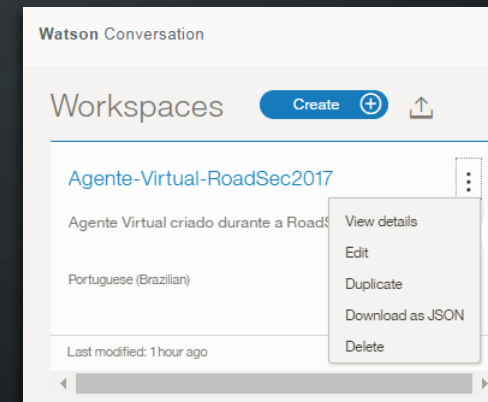 Watson Conversation
Workspaces
Create
Agente-Virtual-RoadSec2017
Agente Virtual criado durante a Road
Portuguese (Brazilian)
Last modified: 1 hour ago
View details
Edit
Duplicate
Download as JSON
Delete